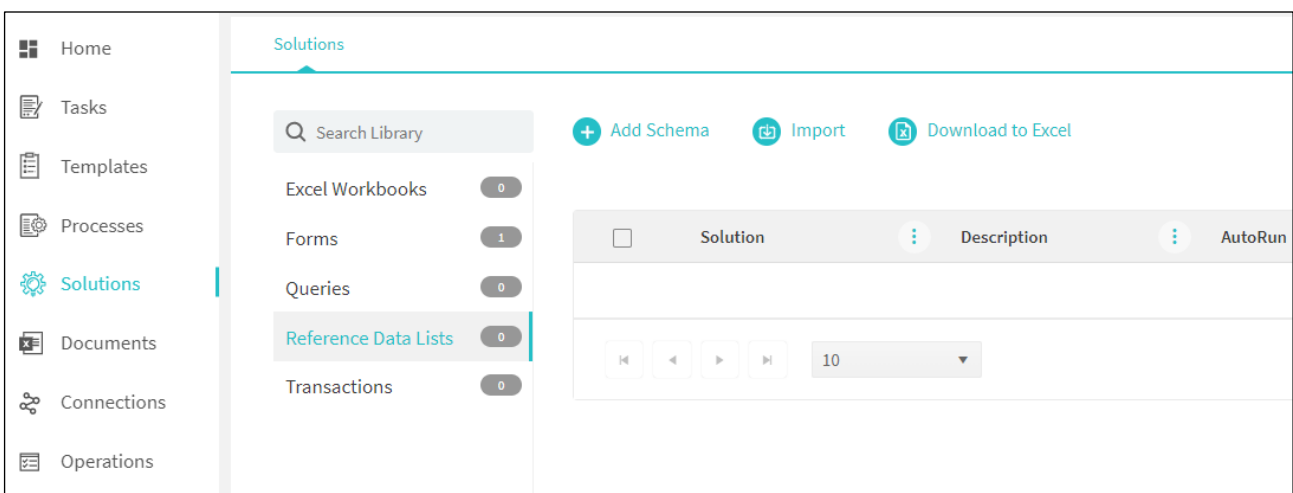 Home
Tasks
Templates
Processes
Solutions
Documents
Connections
Operations
Solutions
Search Library
Excel Workbooks 0
Forms 1
Queries 0
Reference Data Lists 0
Transactions 0
Add Schema Import Download to Excel
Solution Description AutoRun
10